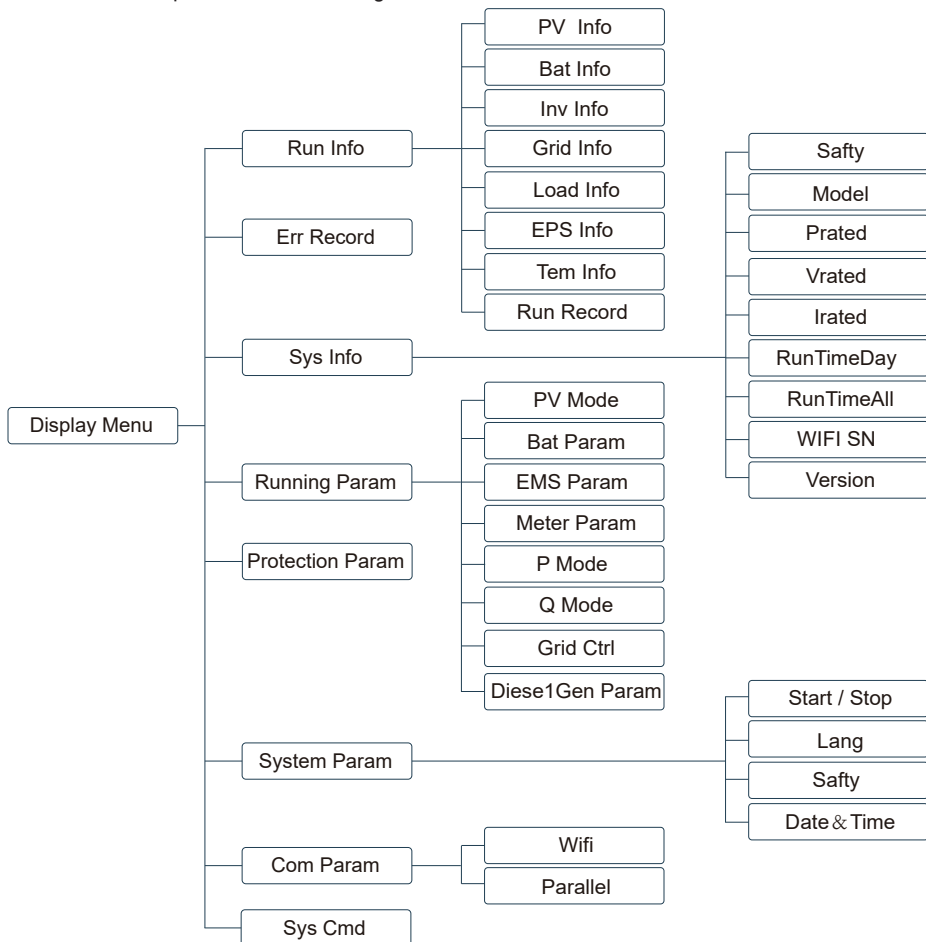 Display Menu
Run Info
PV Info
Bat Info
Inv Info
Grid Info
Load Info
EPS Info
Tem Info
Run Record
Err Record
Sys Info
Safty
Model
Prated
Vrated
Irated
RunTimeDay
RunTimeAll
WIFI SN
Version
Running Param
PV Mode
Bat Param
EMS Param
Meter Param
P Mode
Q Mode
Grid Ctrl
Diese1Gen Param
Protection Param
System Param
Start / Stop
Lang
Safty
Date&Time
Com Param
Wifi
Parallel
Sys Cmd